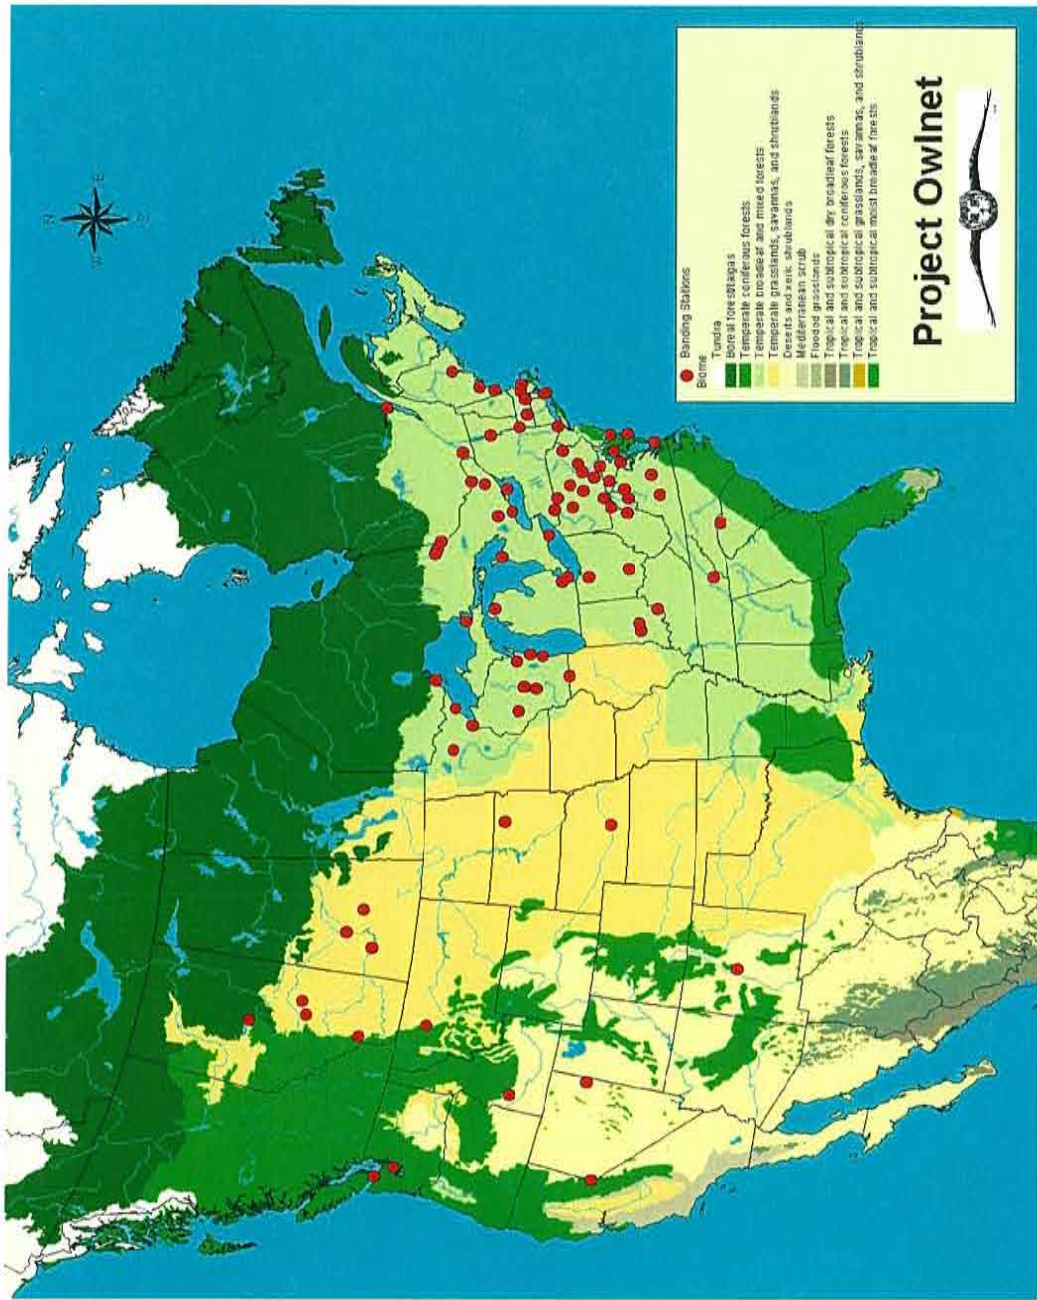 N
W
E
S
Banding Stations
Biome
Tundra
Boreal forest/taigas
Temperate coniferous forests
Temperate broadleaf and mixed forests
Temperate grasslands, savannas, and shrublands
Deserts and xeric shrublands
Mediterranean scrub
Flooded grasslands
Tropical and subtropical dry broadleaf forests
Tropical and subtropical coniferous forests
Tropical and subtropical grasslands, savannas, and shrublands
Tropical and subtropical moist broadleaf forests
Project Owlnet